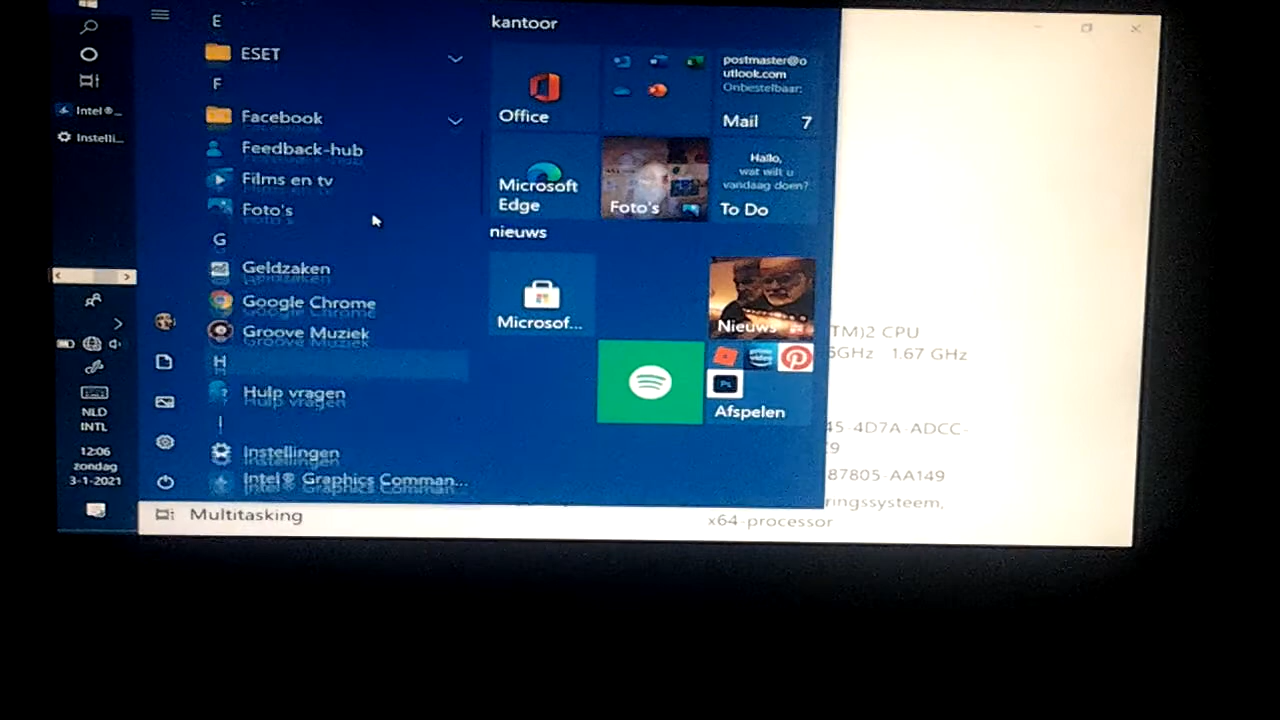 Intel®_
Instelli...
NLD
INTL
12:06
zondag
3-1-2021
E
ESET
F
Facebook
Feedback-hub
Films en tv
Foto's
G
Geldzaken
Google Chrome
Groove Muziek
H
Hulp vragen
I
Instellingen
Intel® Graphics Comman...
kantoor
Office
postmaster@o
utlook.com
Onbestelbaar:
Mail 7
Microsoft
Edge
Foto's
Hallo,
wat wilt u
vandaag doen?
To Do
nieuws
Microsof...
Nieuws
Ps
Afspelen
TM)2 CPU
6GHz 1.67 GHz
45-4D7A-ADCC-
87805-AA149
ringssysteem,
x64-processor
Multitasking